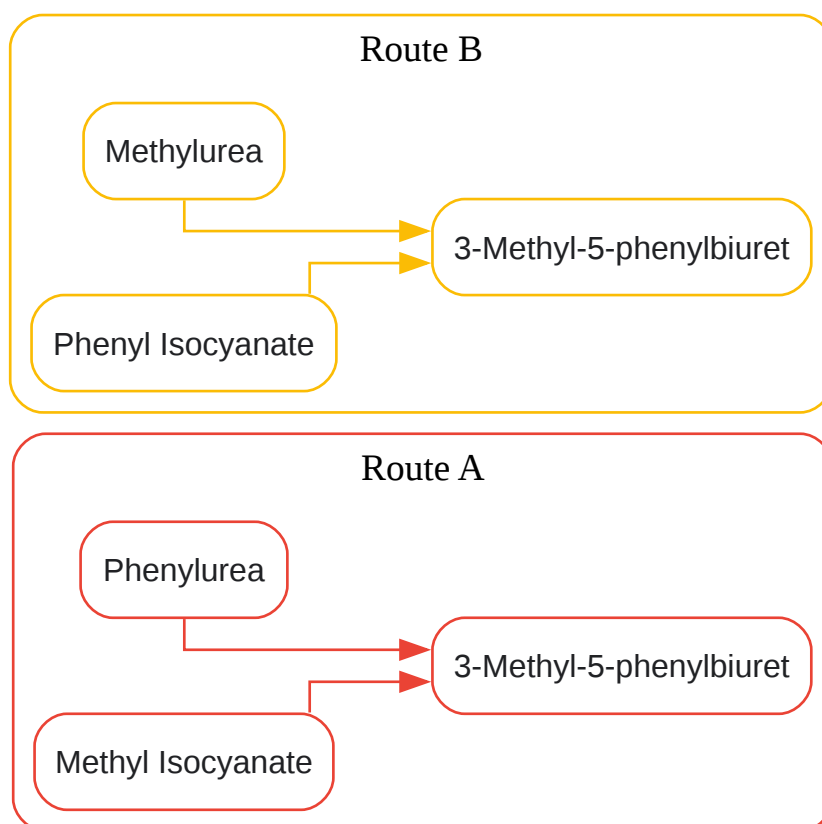 Route B
Methylurea
3-Methyl-5-phenylbiuret
Phenyl Isocyanate
Route A
Phenylurea
3-Methyl-5-phenylbiuret
Methyl Isocyanate